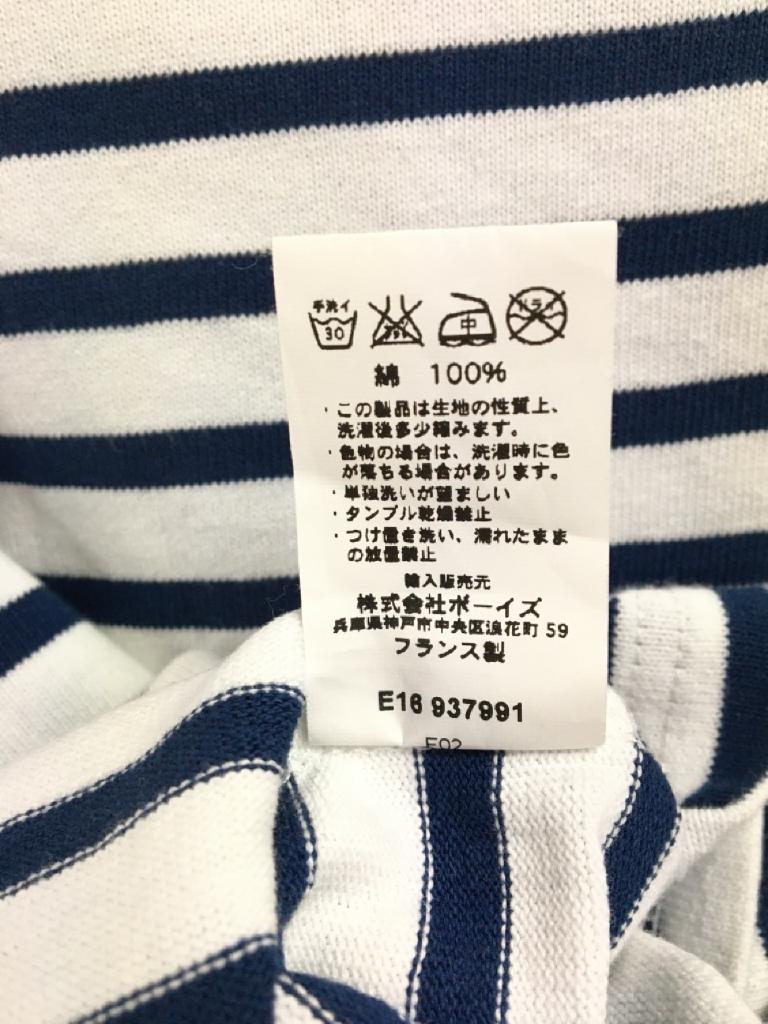 手洗イ
30
中
ドライ
綿 100%
・この製品は生地の性質上、
洗濯後多少縮みます。
・色物の場合は、洗濯時に色
が落ちる場合があります。
・単独洗いが望ましい
・タンブル乾燥禁止
・つけ置き洗い、濡れたまま
の放置禁止
輸入販売元
株式会社ボーイズ
兵庫県神戸市中央区浪花町 59
フランス製
E16 937991
E02